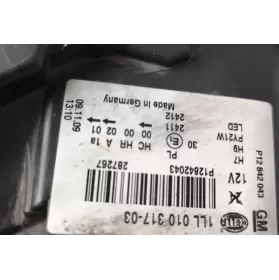 GM
HELLA
1LL 010 317-03
P12842043
287267
P12 842 043
12V
H7
H9
PY21W
LED
PL
30 E1
2411
2412
HC HR A 1a
00 00 02 01
Made in Germany
09.11.09
13:10